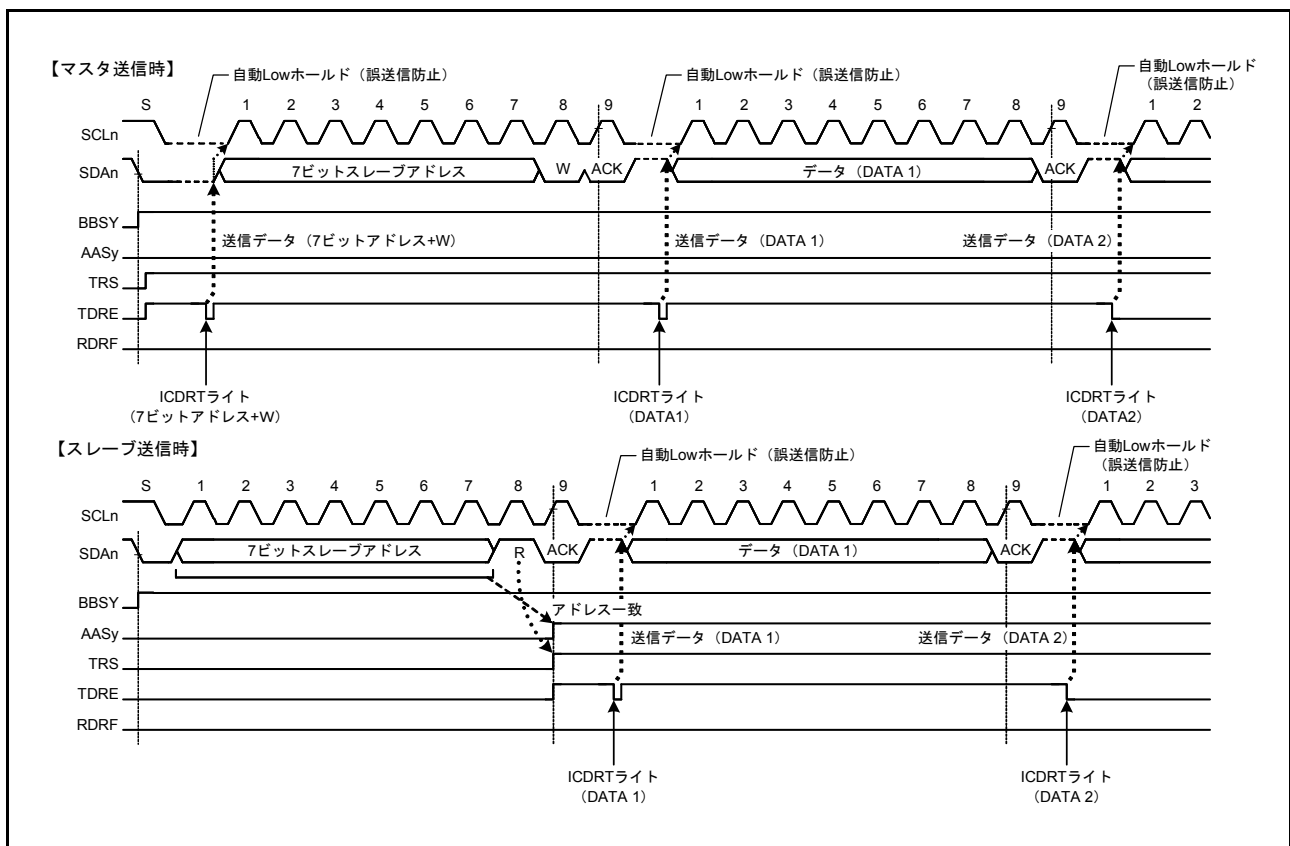 【マスタ送信時】
自動Lowホールド（誤送信防止）
自動Lowホールド（誤送信防止）
自動Lowホールド
（誤送信防止）
S 1 2 3 4 5 6 7 8 9 1 2 3 4 5 6 7 8 9 1 2
SCLn
SDAn 7ビットスレーブアドレス W ACK データ（DATA 1） ACK
BBSY
送信データ（7ビットアドレス+W） 送信データ（DATA 1） 送信データ（DATA 2）
AASy
TRS
TDRE
RDRF
ICDRTライト
（7ビットアドレス+W）
ICDRTライト
（DATA1）
ICDRTライト
（DATA2）
【スレーブ送信時】
自動Lowホールド（誤送信防止）
自動Lowホールド
（誤送信防止）
S 1 2 3 4 5 6 7 8 9 1 2 3 4 5 6 7 8 9 1 2 3
SCLn
SDAn 7ビットスレーブアドレス R ACK データ（DATA 1） ACK
BBSY
アドレス一致
AASy
送信データ（DATA 1） 送信データ（DATA 2）
TRS
TDRE
RDRF
ICDRTライト
（DATA 1）
ICDRTライト
（DATA 2）